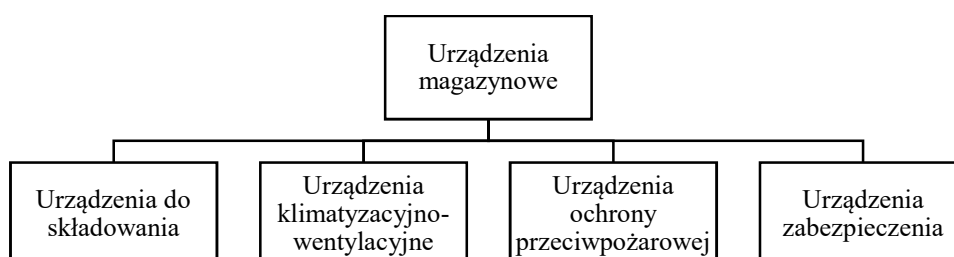 Urządzenia
magazynowe
Urządzenia do
składowania
Urządzenia
klimatyzacyjno-
wentylacyjne
Urządzenia
ochrony
przeciwpożarowej
Urządzenia
zabezpieczenia